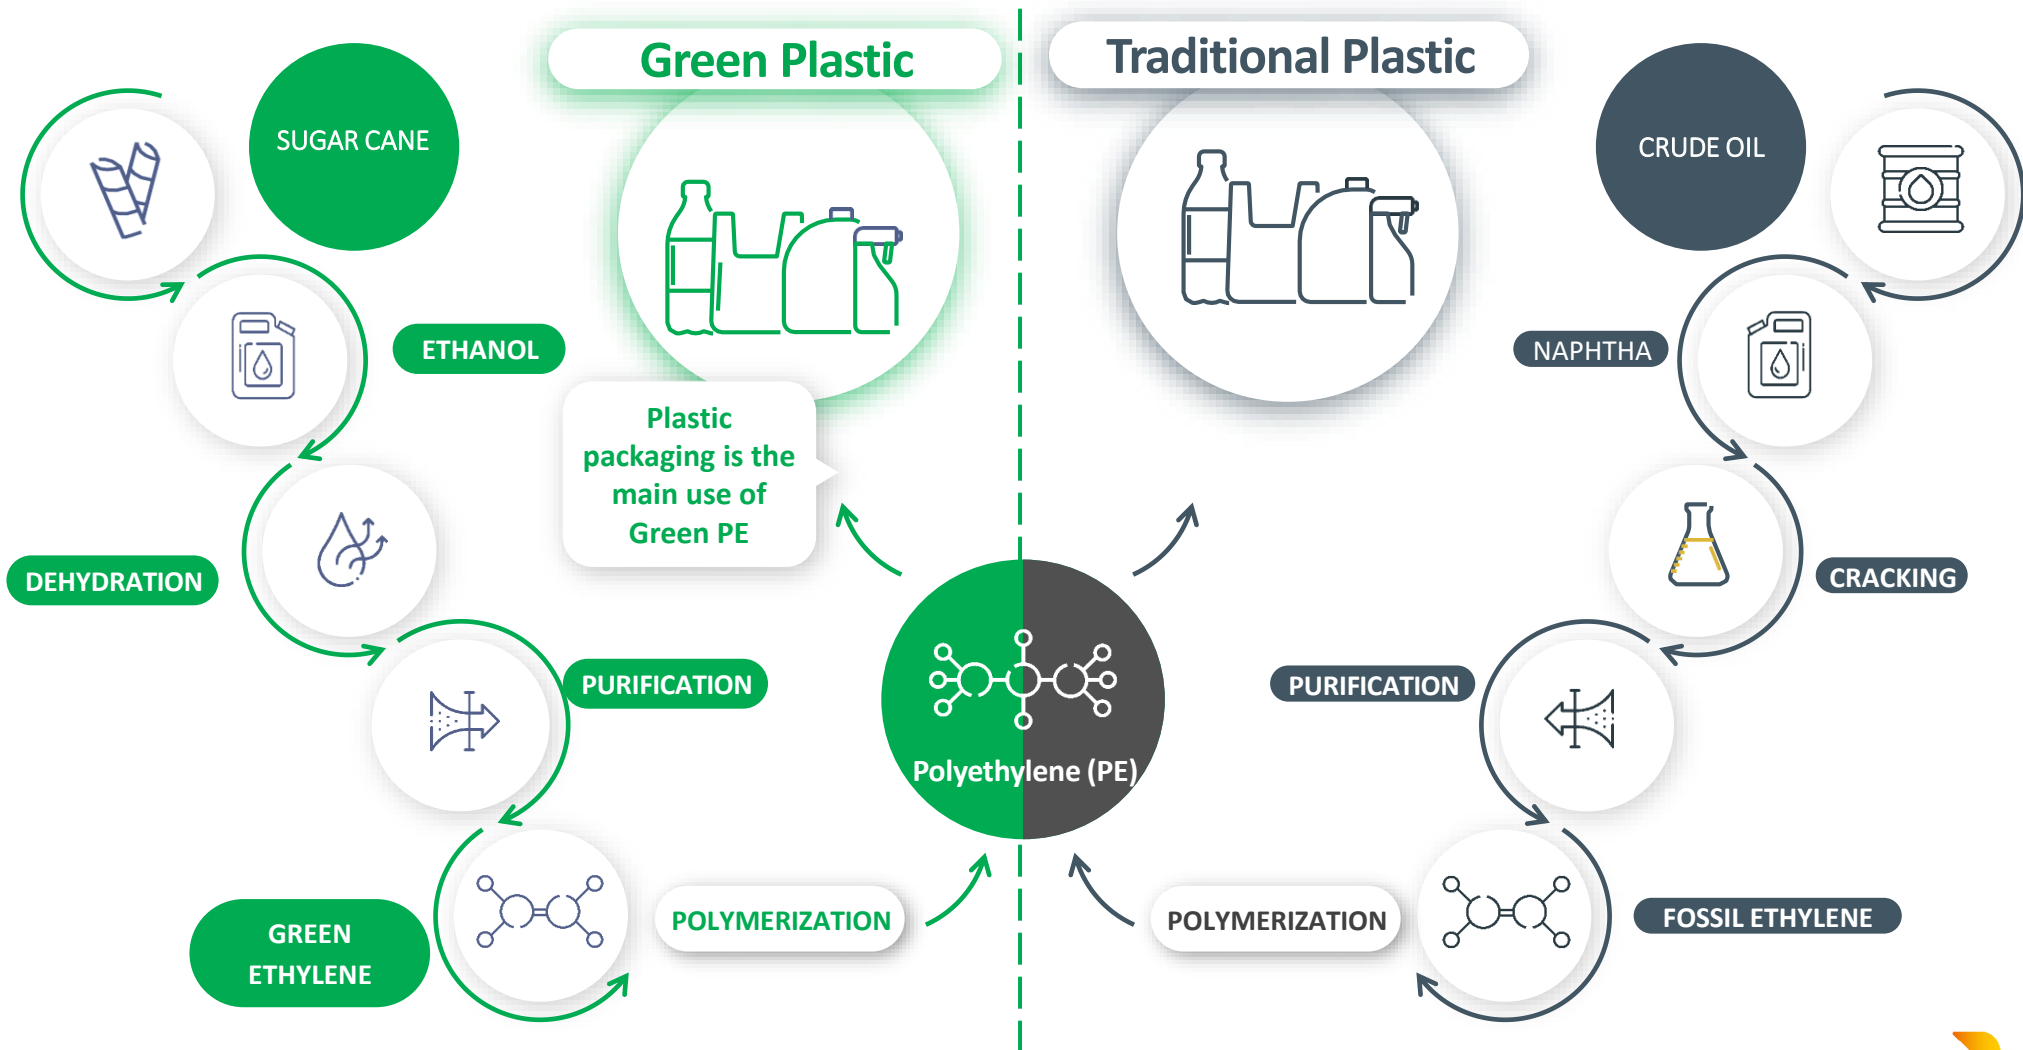 Green Plastic
Traditional Plastic
SUGAR CANE
CRUDE OIL
ETHANOL
NAPHTHA
Plastic
packaging is the
main use of
Green PE
DEHYDRATION
CRACKING
PURIFICATION
PURIFICATION
Polyethylene (PE)
GREEN
ETHYLENE
POLYMERIZATION
POLYMERIZATION
FOSSIL ETHYLENE